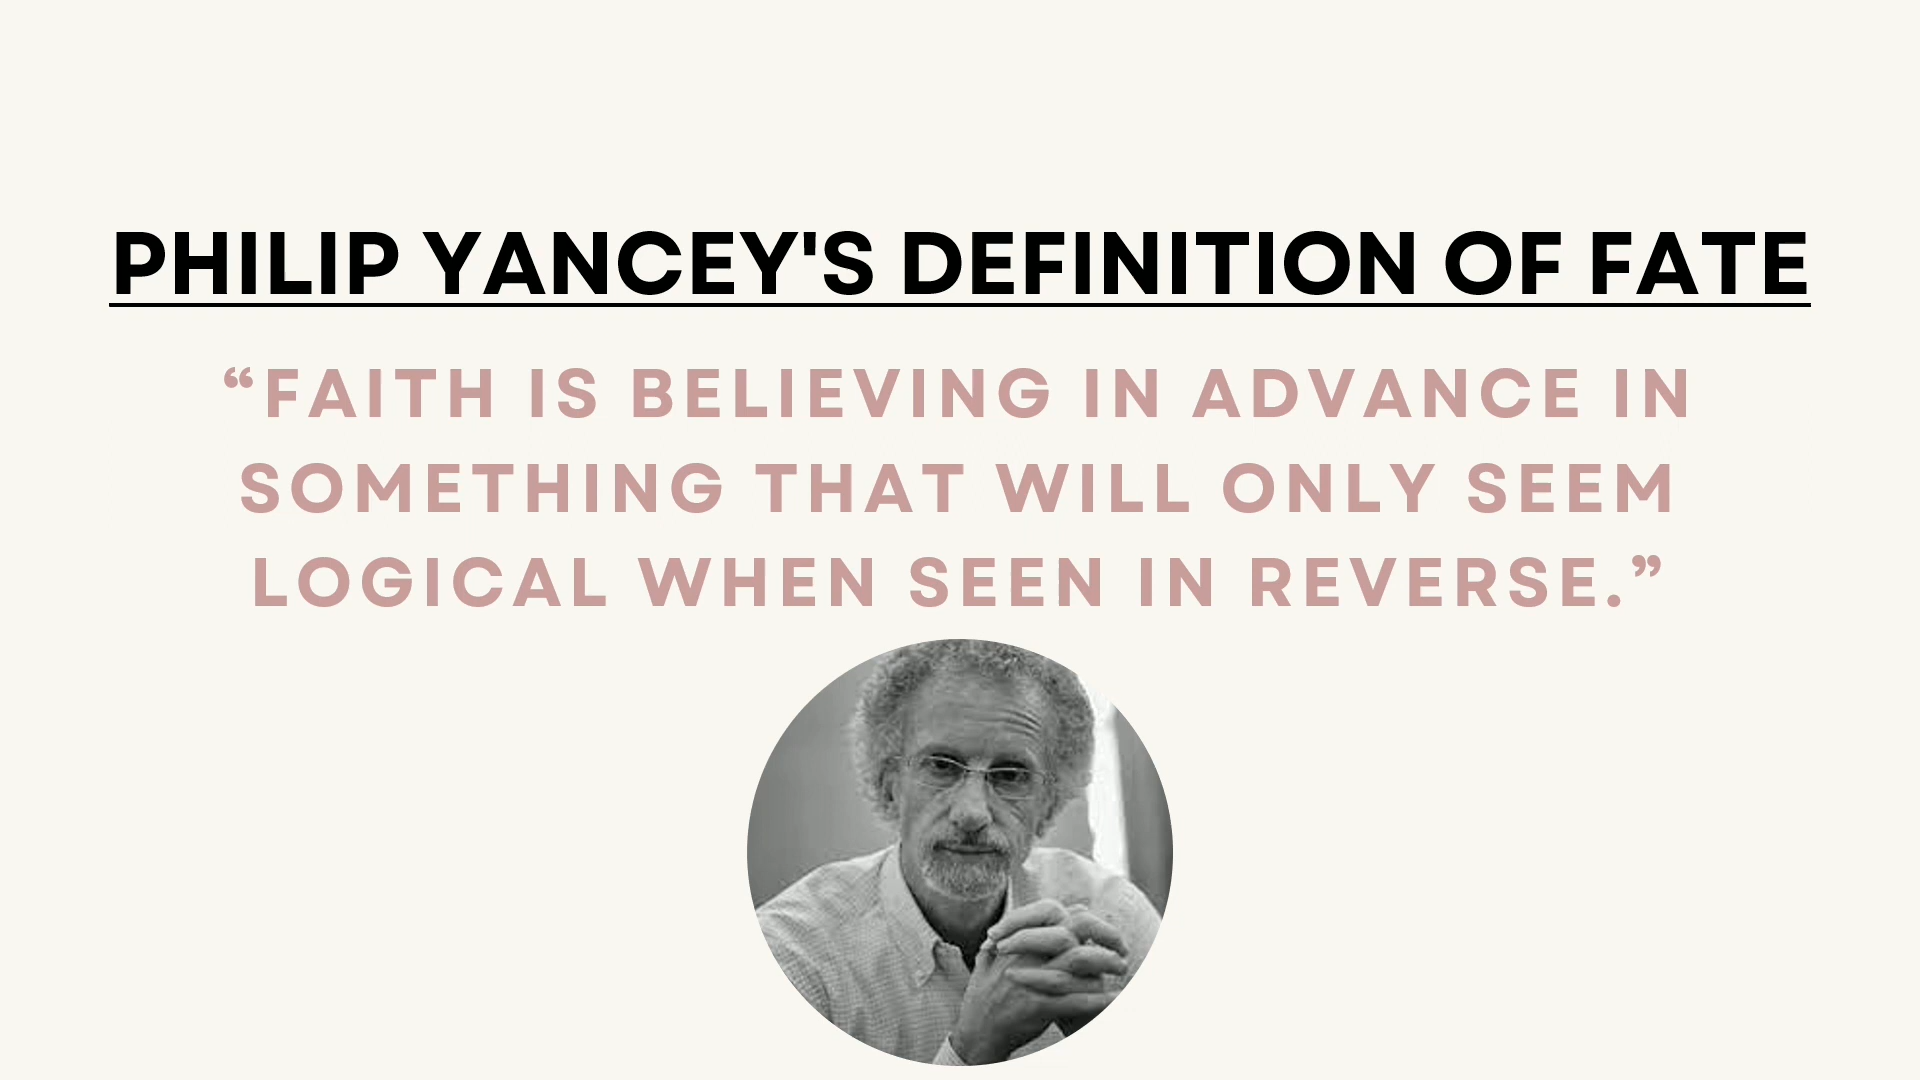 PHILIP YANCEY'S DEFINITION OF FATE
“FAITH IS BELIEVING IN ADVANCE IN
SOMETHING THAT WILL ONLY SEEM
LOGICAL WHEN SEEN IN REVERSE.”